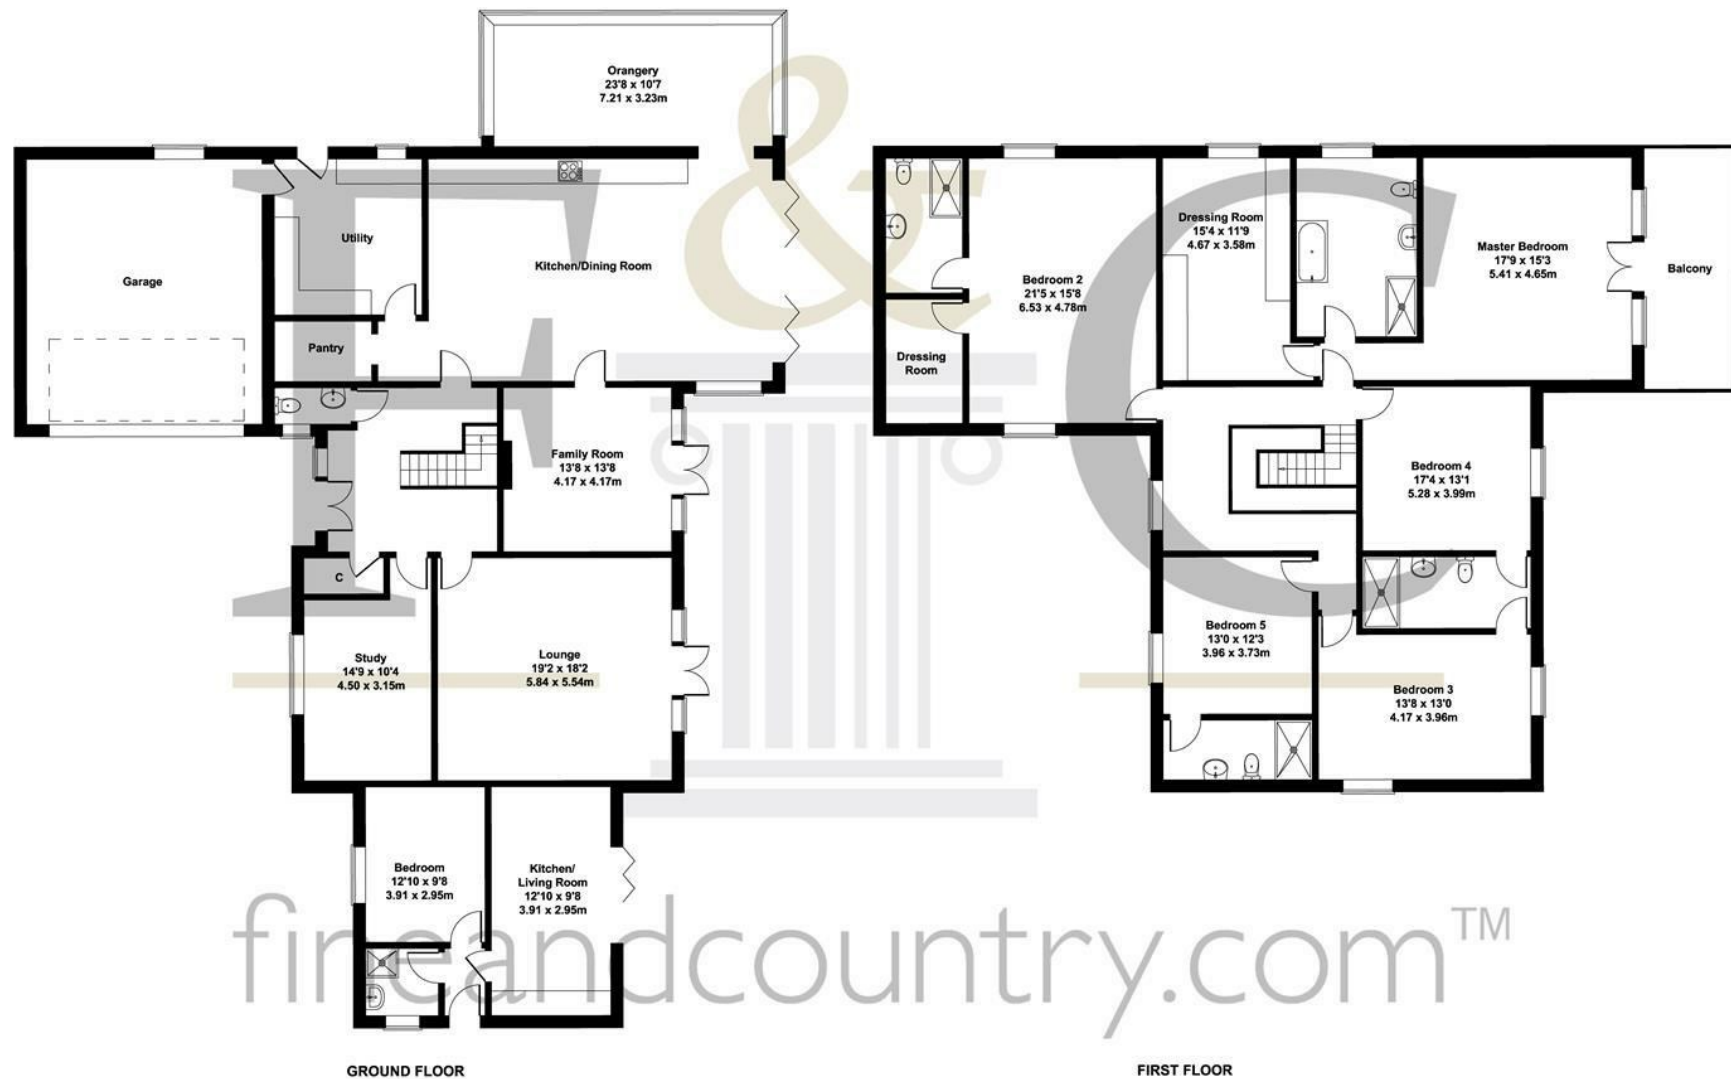 Orangery
23'8 x 10'7
7.21 x 3.23m
Garage
Utility
Kitchen/Dining Room
Pantry
Family Room
13'8 x 13'8
4.17 x 4.17m
C
Study
14'9 x 10'4
4.50 x 3.15m
Lounge
19'2 x 18'2
5.84 x 5.54m
Bedroom
12'10 x 9'8
3.91 x 2.95m
Kitchen/
Living Room
12'10 x 9'8
3.91 x 2.95m
GROUND FLOOR
Bedroom 2
21'5 x 15'8
6.53 x 4.78m
Dressing
Room
Dressing Room
15'4 x 11'9
4.67 x 3.58m
Master Bedroom
17'9 x 15'3
5.41 x 4.65m
Balcony
Bedroom 4
17'4 x 13'1
5.28 x 3.99m
Bedroom 5
13'0 x 12'3
3.96 x 3.73m
Bedroom 3
13'8 x 13'0
4.17 x 3.96m
FIRST FLOOR
F&C
fineandcountry.com™